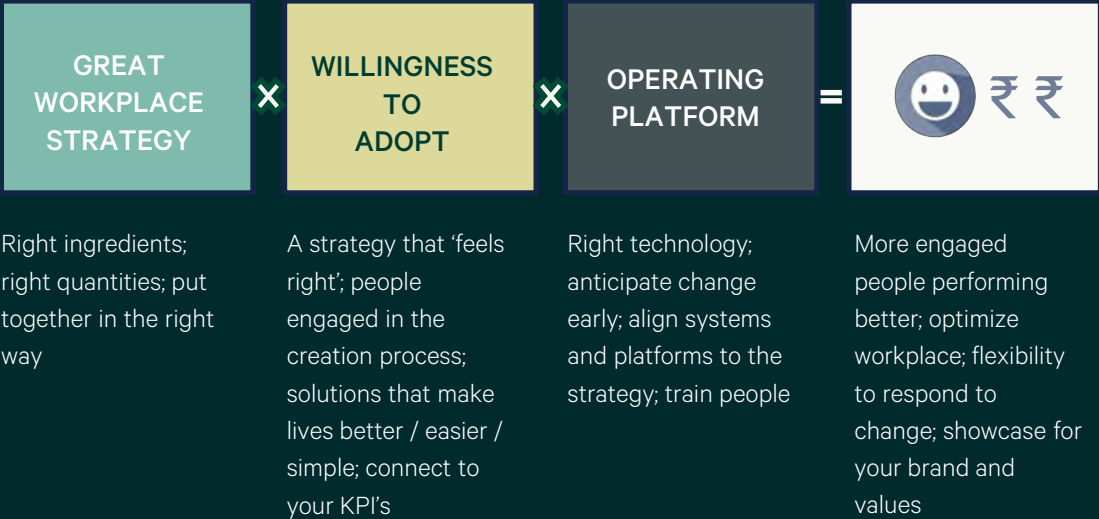 GREAT
WORKPLACE
STRATEGY
×
WILLINGNESS
TO
ADOPT
×
OPERATING
PLATFORM
=
₹ ₹
Right ingredients;
right quantities; put
together in the right
way
A strategy that ‘feels
right’; people
engaged in the
creation process;
solutions that make
lives better / easier /
simple; connect to
your KPI’s
Right technology;
anticipate change
early; align systems
and platforms to the
strategy; train people
More engaged
people performing
better; optimize
workplace; flexibility
to respond to
change; showcase for
your brand and
values